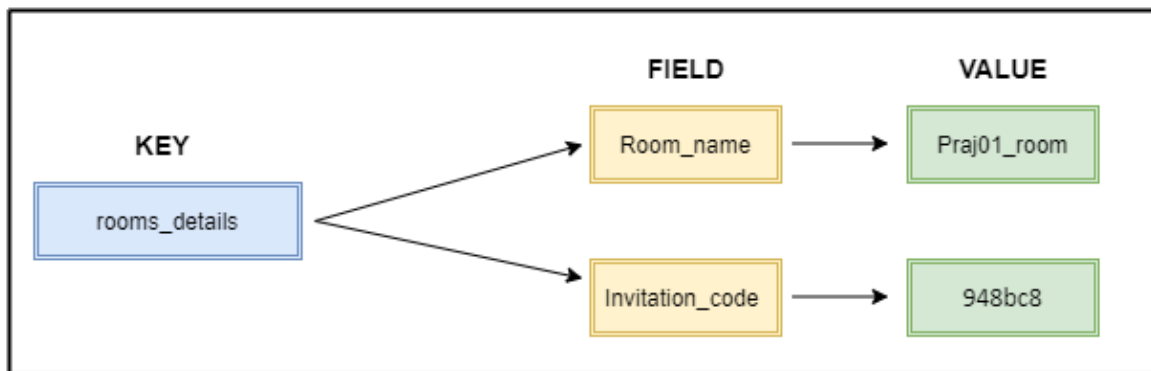 FIELD
VALUE
KEY
Room_name
Praj01_room
rooms_details
Invitation_code
948bc8